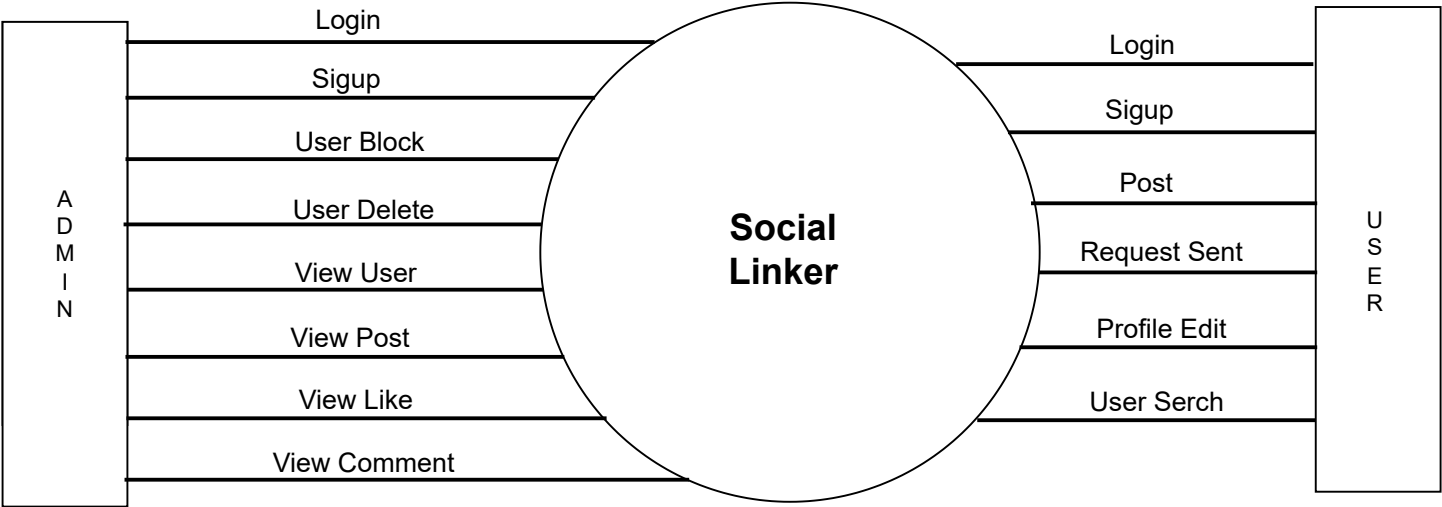 Login
Sigup
User Block
User Delete
View User
View Post
View Like
View Comment
A
D
M
I
N
Social
Linker
Login
Sigup
Post
Request Sent
Profile Edit
User Serch
U
S
E
R